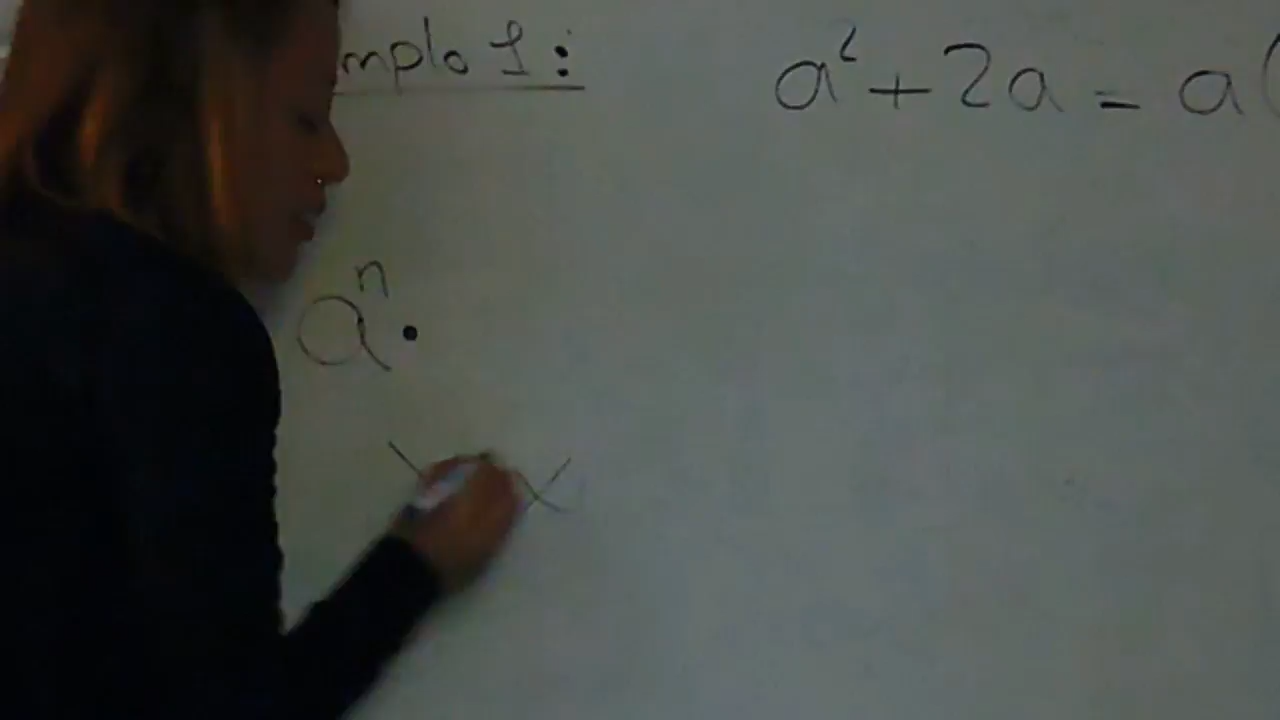 mplo 1: a² + 2a = a(
aⁿ•
x